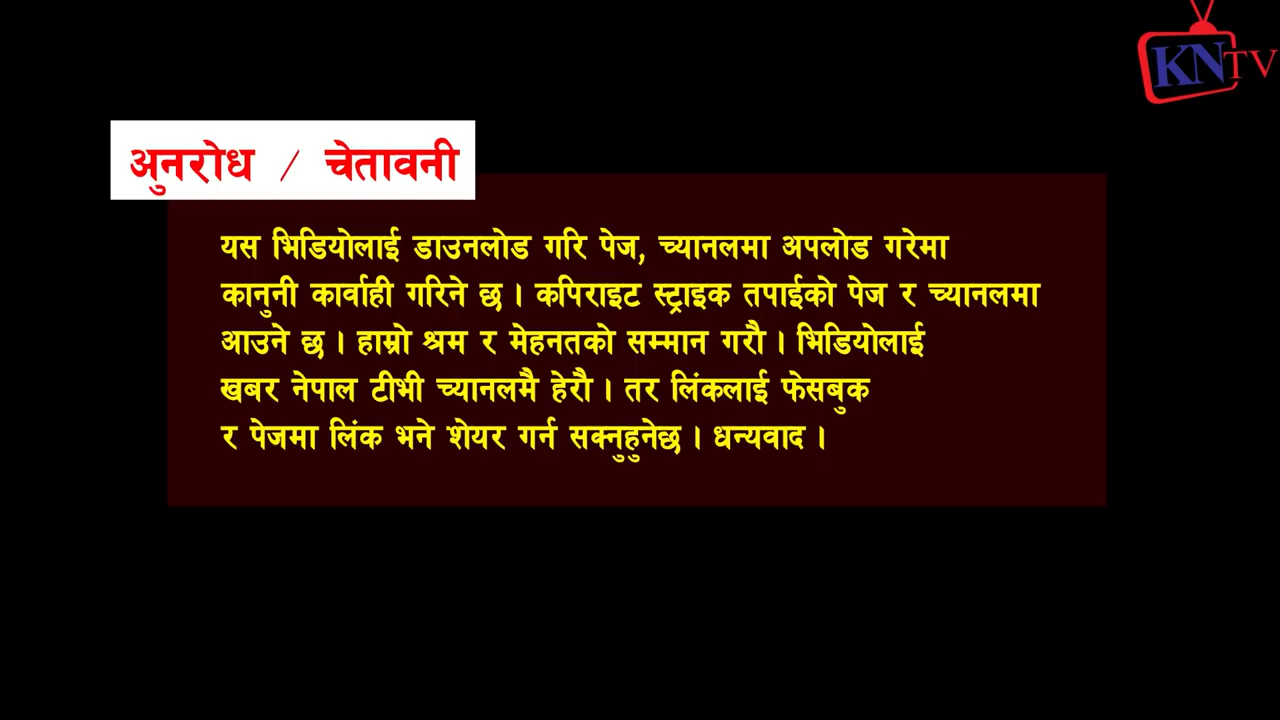 KNTV
अुनरोध / चेतावनी
यस भिडियोलाई डाउनलोड गरि पेज, च्यानलमा अपलोड गरेमा
कानुनी कार्वाही गरिने छ । कपिराइट स्ट्राइक तपाईको पेज र च्यानलमा
आउने छ । हाम्रो श्रम र मेहनतको सम्मान गरौ । भिडियोलाई
खबर नेपाल टीभी च्यानलमै हेरौ । तर लिंकलाई फेसबुक
र पेजमा लिंक भने शेयर गर्न सक्नुहुनेछ । धन्यवाद ।